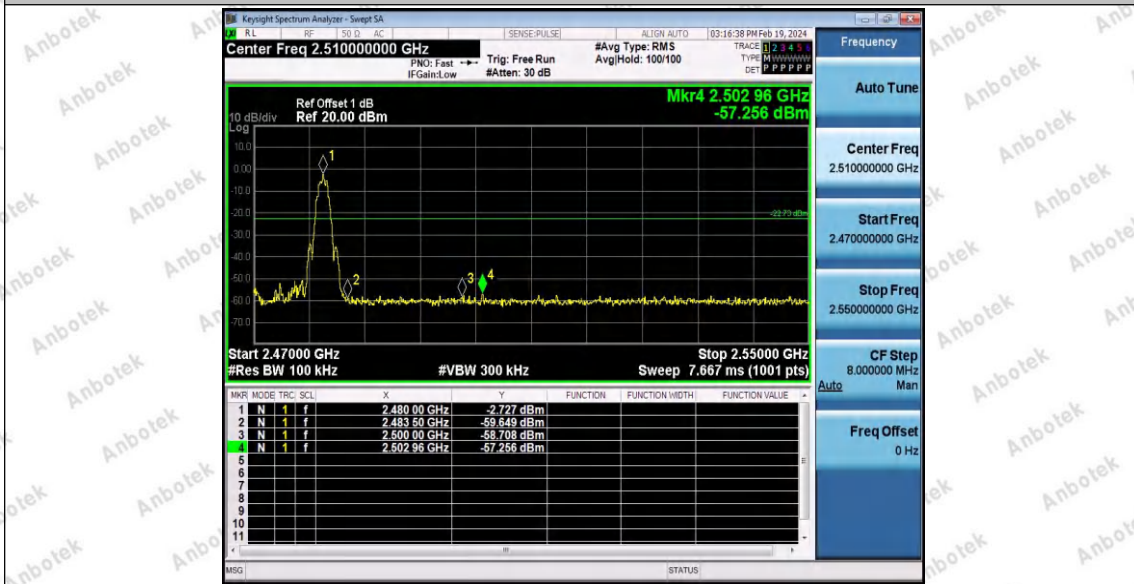 Keysight Spectrum Analyzer - Swept SA
RL RF 50 Ω AC SENSE:PULSE ALIGN AUTO 03:16:38 PM Feb 19, 2024
Center Freq 2.510000000 GHz
PNO: Fast
IFGain:Low
Trig: Free Run
#Atten: 30 dB
#Avg Type: RMS
Avg|Hold: 100/100
TRACE 1 2 3 4 5 6
TYPE M W W W W W
DET P P P P P P
Mkr4 2.502 96 GHz
-57.256 dBm
Ref Offset 1 dB
10 dB/div Ref 20.00 dBm
Log
10.0
0.00
-10.0
-20.0
-30.0
-40.0
-50.0
-60.0
-70.0
1
2
3
4
-22.73 dBm
Start 2.47000 GHz Stop 2.55000 GHz
#Res BW 100 kHz #VBW 300 kHz Sweep 7.667 ms (1001 pts)
MKR MODE TRC SCL X Y FUNCTION FUNCTION WIDTH FUNCTION VALUE
1 N 1 f 2.480 00 GHz -2.727 dBm
2 N 1 f 2.483 50 GHz -59.649 dBm
3 N 1 f 2.500 00 GHz -58.708 dBm
4 N 1 f 2.502 96 GHz -57.256 dBm
5
6
7
8
9
10
11
MSG STATUS
Frequency
Auto Tune
Center Freq
2.510000000 GHz
Start Freq
2.470000000 GHz
Stop Freq
2.550000000 GHz
CF Step
8.000000 MHz
Auto Man
Freq Offset
0 Hz
Anbotek